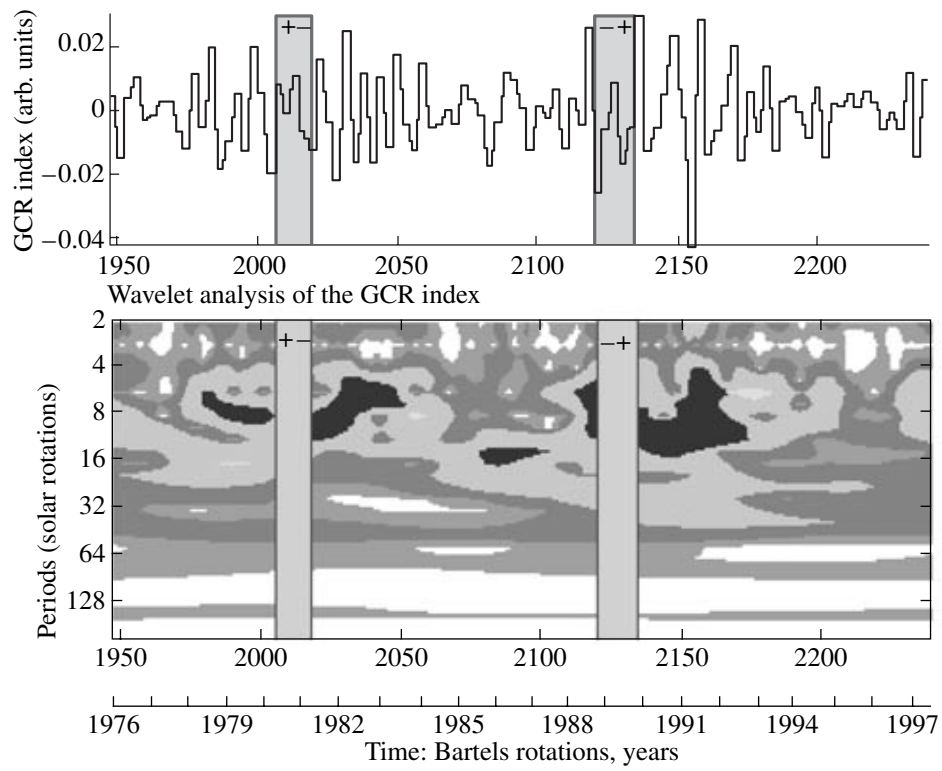 GCR index (arb. units)
0.02
0
−0.02
−0.04
+−
−+
1950 2000 2050 2100 2150 2200
Wavelet analysis of the GCR index
Periods (solar rotations)
2
4
8
16
32
64
128
+−
−+
1950 2000 2050 2100 2150 2200
1976 1979 1982 1985 1988 1991 1994 1997
Time: Bartels rotations, years